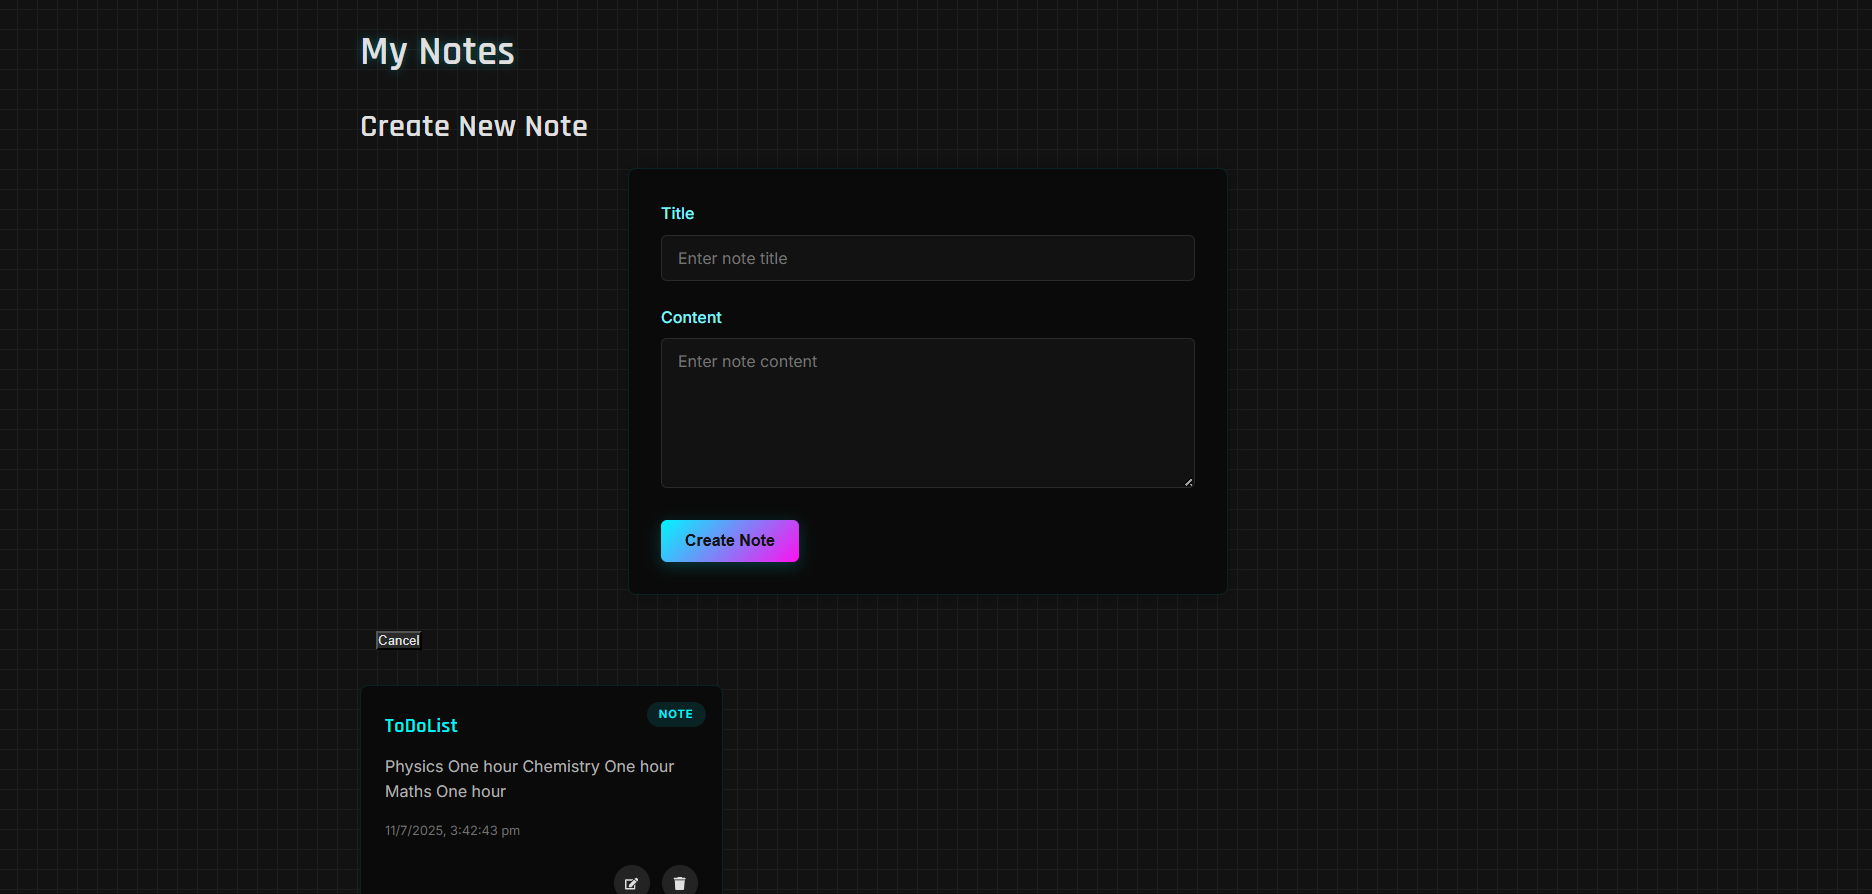 My Notes
Create New Note
Title
Enter note title
Content
Enter note content
Create Note
Cancel
ToDoList
NOTE
Physics One hour Chemistry One hour
Maths One hour
11/7/2025, 3:42:43 pm